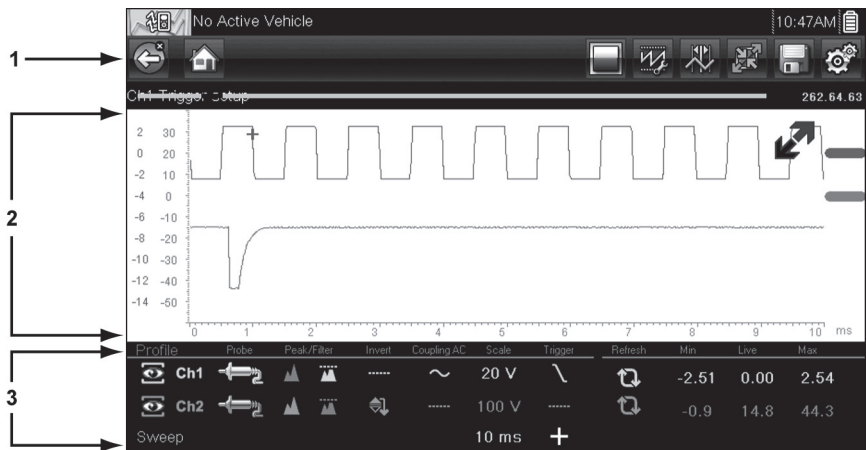 No Active Vehicle 10:47AM
1
Ch1 Trigger Setup 262.64.63
2 30
0 20
-2 10
-4 0
-6 -10
-8 -20
-10 -30
-12 -40
-14 -50
2
0 1 2 3 4 5 6 7 8 9 10 ms
Profile Probe Peak/Filter Invert Coupling AC Scale Trigger Refresh Min Live Max
Ch1 20 V -2.51 0.00 2.54
3
Ch2 100 V -0.9 14.8 44.3
Sweep 10 ms